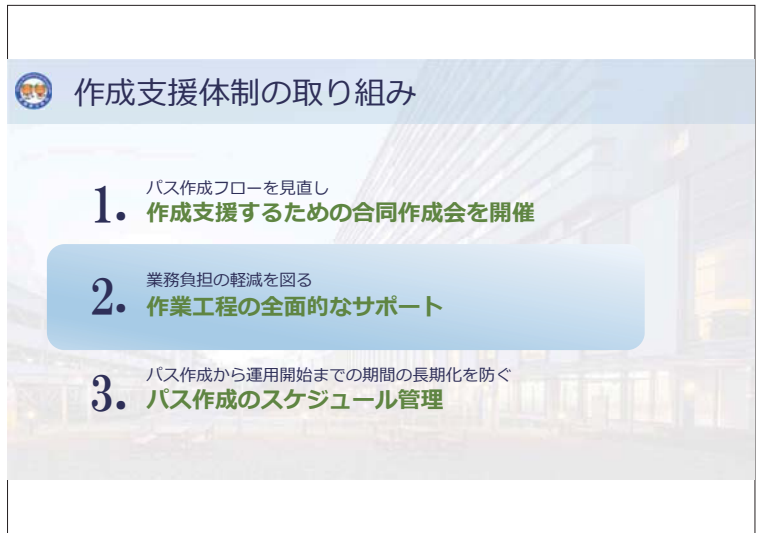 作成支援体制の取り組み
1. パス作成フローを見直し
作成支援するための合同作成会を開催
2. 業務負担の軽減を図る
作業工程の全面的なサポート
3. パス作成から運用開始までの期間の長期化を防ぐ
パス作成のスケジュール管理